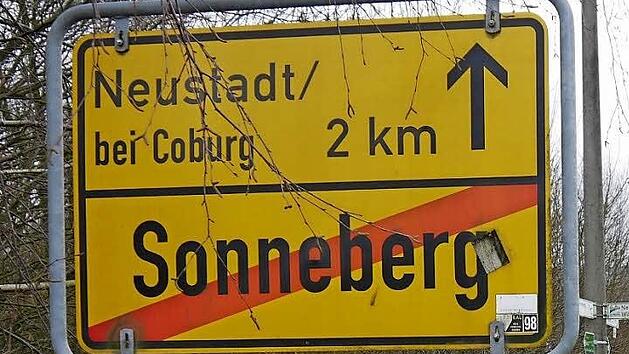 Neustadt/
bei Coburg 2 km
Sonneberg
98